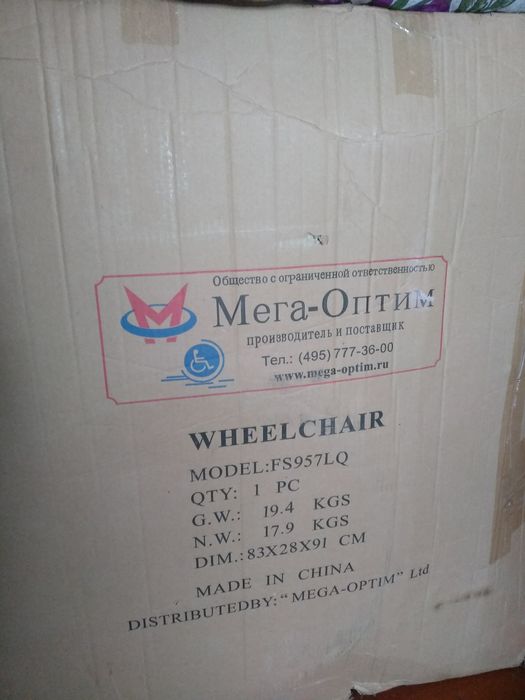 Общество с ограниченной ответственностью
Мега-Оптим
производитель и поставщик
Тел.: (495) 777-36-00
www.mega-optim.ru
WHEELCHAIR
MODEL:FS957LQ
QTY: 1 PC
G.W.: 19.4 KGS
N.W.: 17.9 KGS
DIM.:83X28X91 CM
MADE IN CHINA
DISTRIBUTEDBY:“MEGA-OPTIM” Ltd